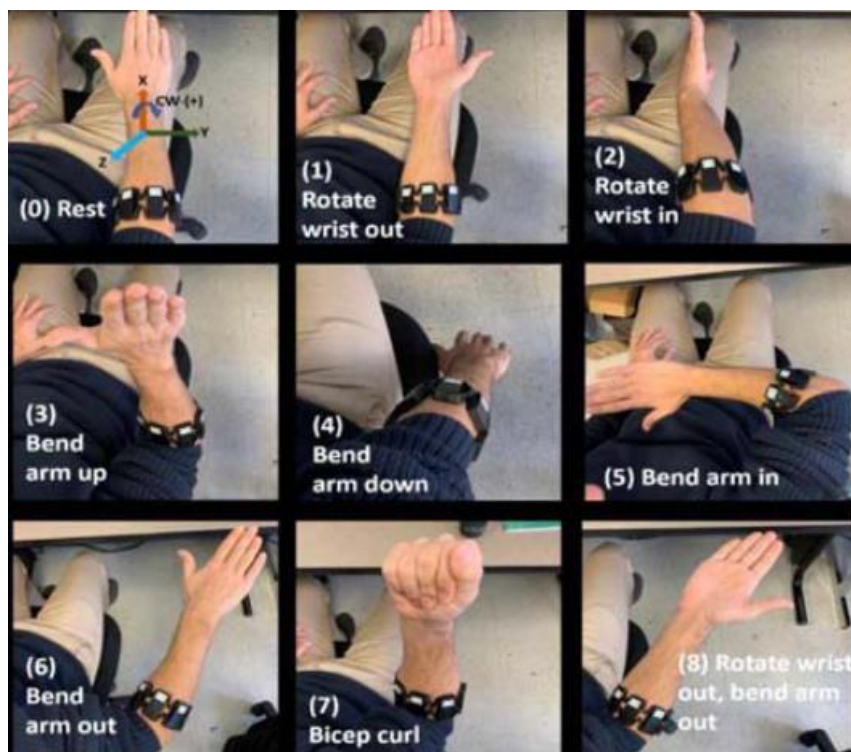 X
CW-(+)
Y
Z
(0) Rest
(1)
Rotate
wrist out
(2)
Rotate
wrist in
(3)
Bend
arm up
(4)
Bend
arm down
(5) Bend arm in
(6)
Bend
arm out
(7)
Bicep curl
(8) Rotate wrist
out, bend arm
out